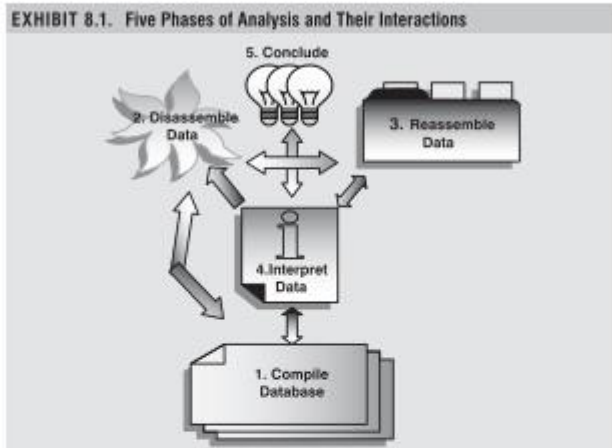 EXHIBIT 8.1. Five Phases of Analysis and Their Interactions
5. Conclude
2. Disassemble
Data
3. Reassemble
Data
4.Interpret
Data
1. Compile
Database